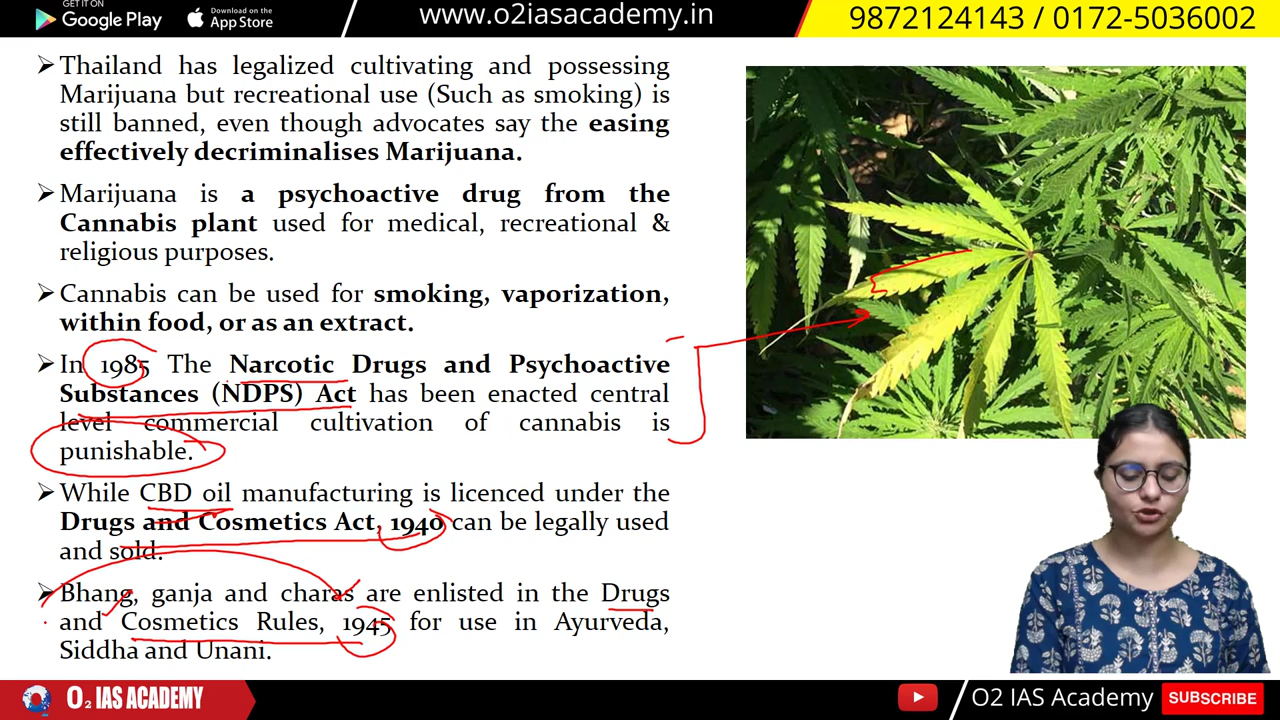 GET IT ON
Google Play
Download on the
App Store
www.o2iasacademy.in
9872124143 / 0172-5036002
➢ Thailand has legalized cultivating and possessing
Marijuana but recreational use (Such as smoking) is
still banned, even though advocates say the easing
effectively decriminalises Marijuana.
➢ Marijuana is a psychoactive drug from the
Cannabis plant used for medical, recreational &
religious purposes.
➢ Cannabis can be used for smoking, vaporization,
within food, or as an extract.
➢ In 1985 The Narcotic Drugs and Psychoactive
Substances (NDPS) Act has been enacted central
level commercial cultivation of cannabis is
punishable.
➢ While CBD oil manufacturing is licenced under the
Drugs and Cosmetics Act, 1940 can be legally used
and sold.
➢ Bhang, ganja and charas are enlisted in the Drugs
and Cosmetics Rules, 1945 for use in Ayurveda,
Siddha and Unani.
O2 IAS ACADEMY
O2 IAS Academy
SUBSCRIBE